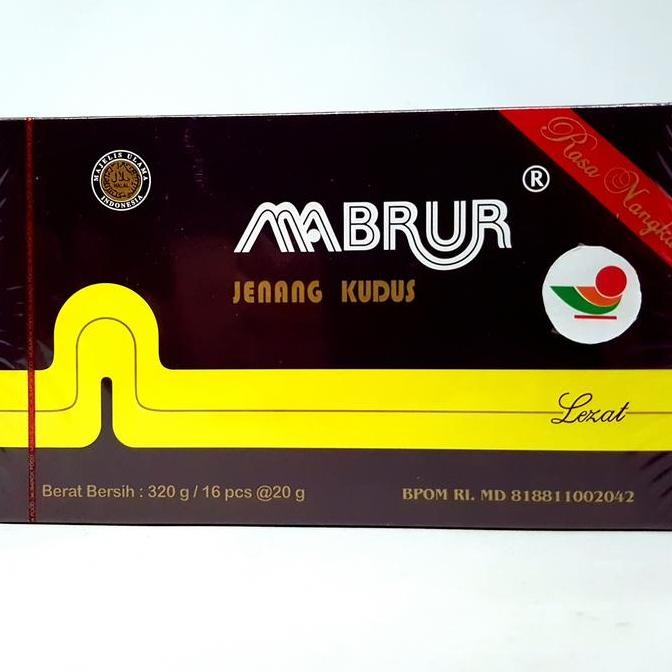 MAJELIS ULAMA
HALAL
INDONESIA
Rasa Nangka
MABRUR ®
JENANG KUDUS
Lezat
Berat Bersih : 320 g / 16 pcs @20 g
BPOM RI. MD 818811002042